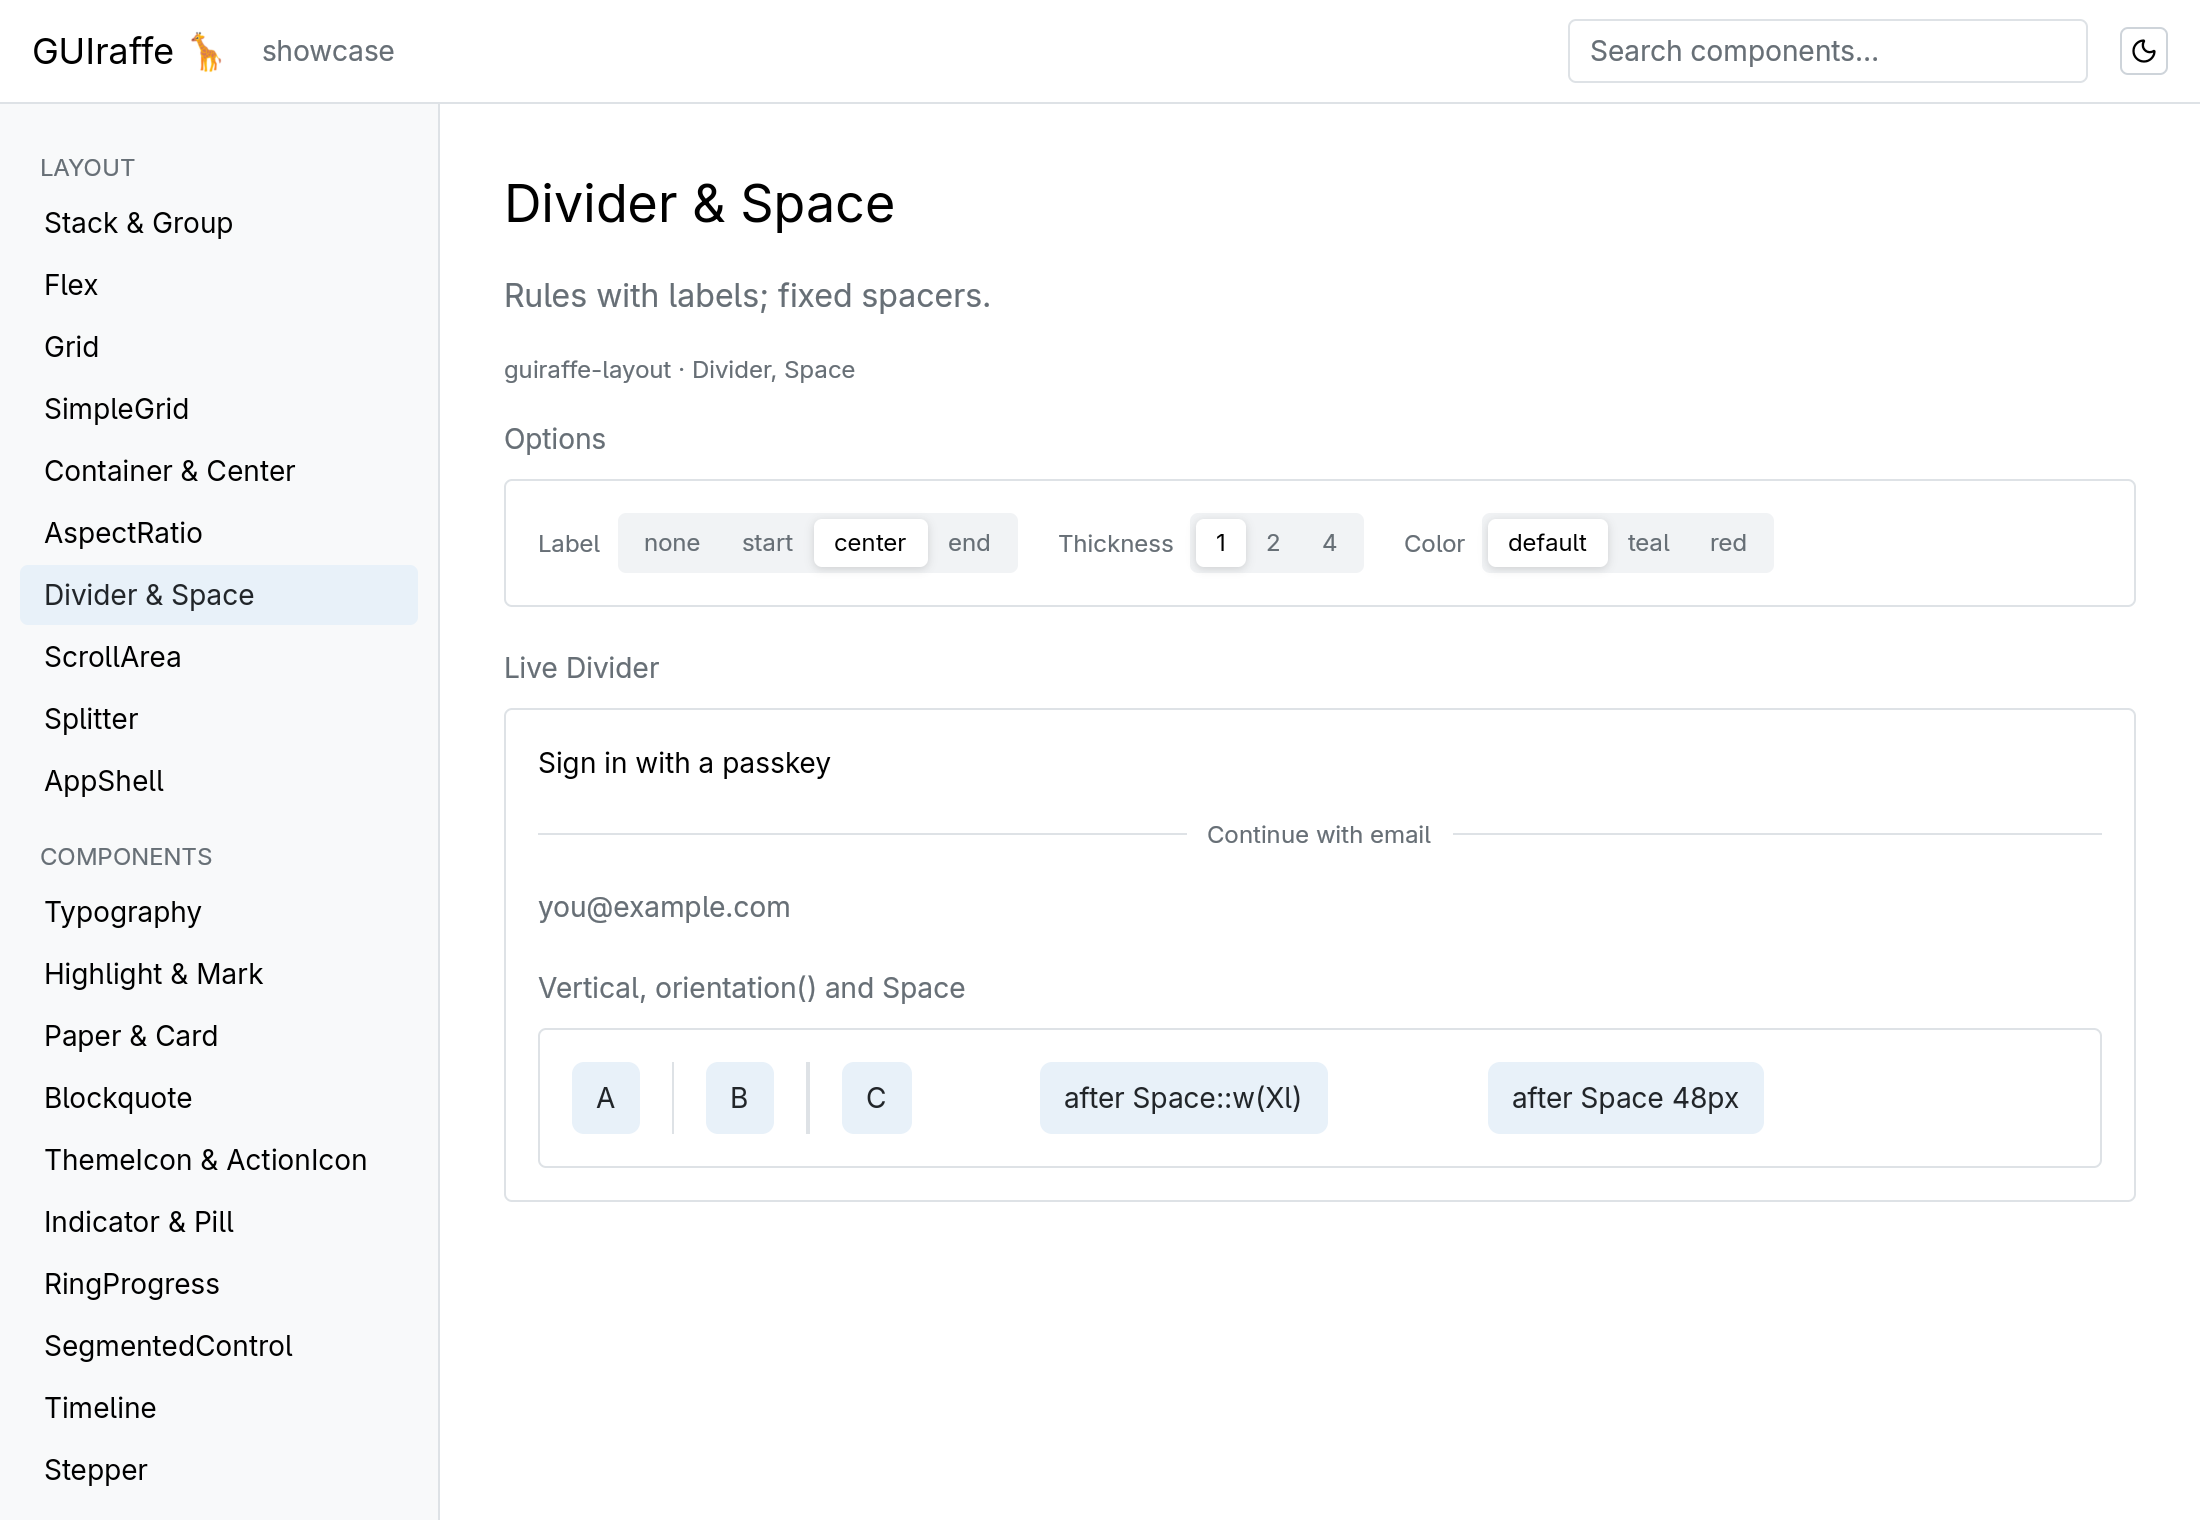 GUIraffe 🦒 showcase Search components...
LAYOUT
Stack & Group
Flex
Grid
SimpleGrid
Container & Center
AspectRatio
Divider & Space
ScrollArea
Splitter
AppShell
COMPONENTS
Typography
Highlight & Mark
Paper & Card
Blockquote
ThemeIcon & ActionIcon
Indicator & Pill
RingProgress
SegmentedControl
Timeline
Stepper
Divider & Space
Rules with labels; fixed spacers.
guiraffe-layout · Divider, Space
Options
Label none start center end Thickness 1 2 4 Color default teal red
Live Divider
Sign in with a passkey
Continue with email
you@example.com
Vertical, orientation() and Space
A B C after Space::w(Xl) after Space 48px